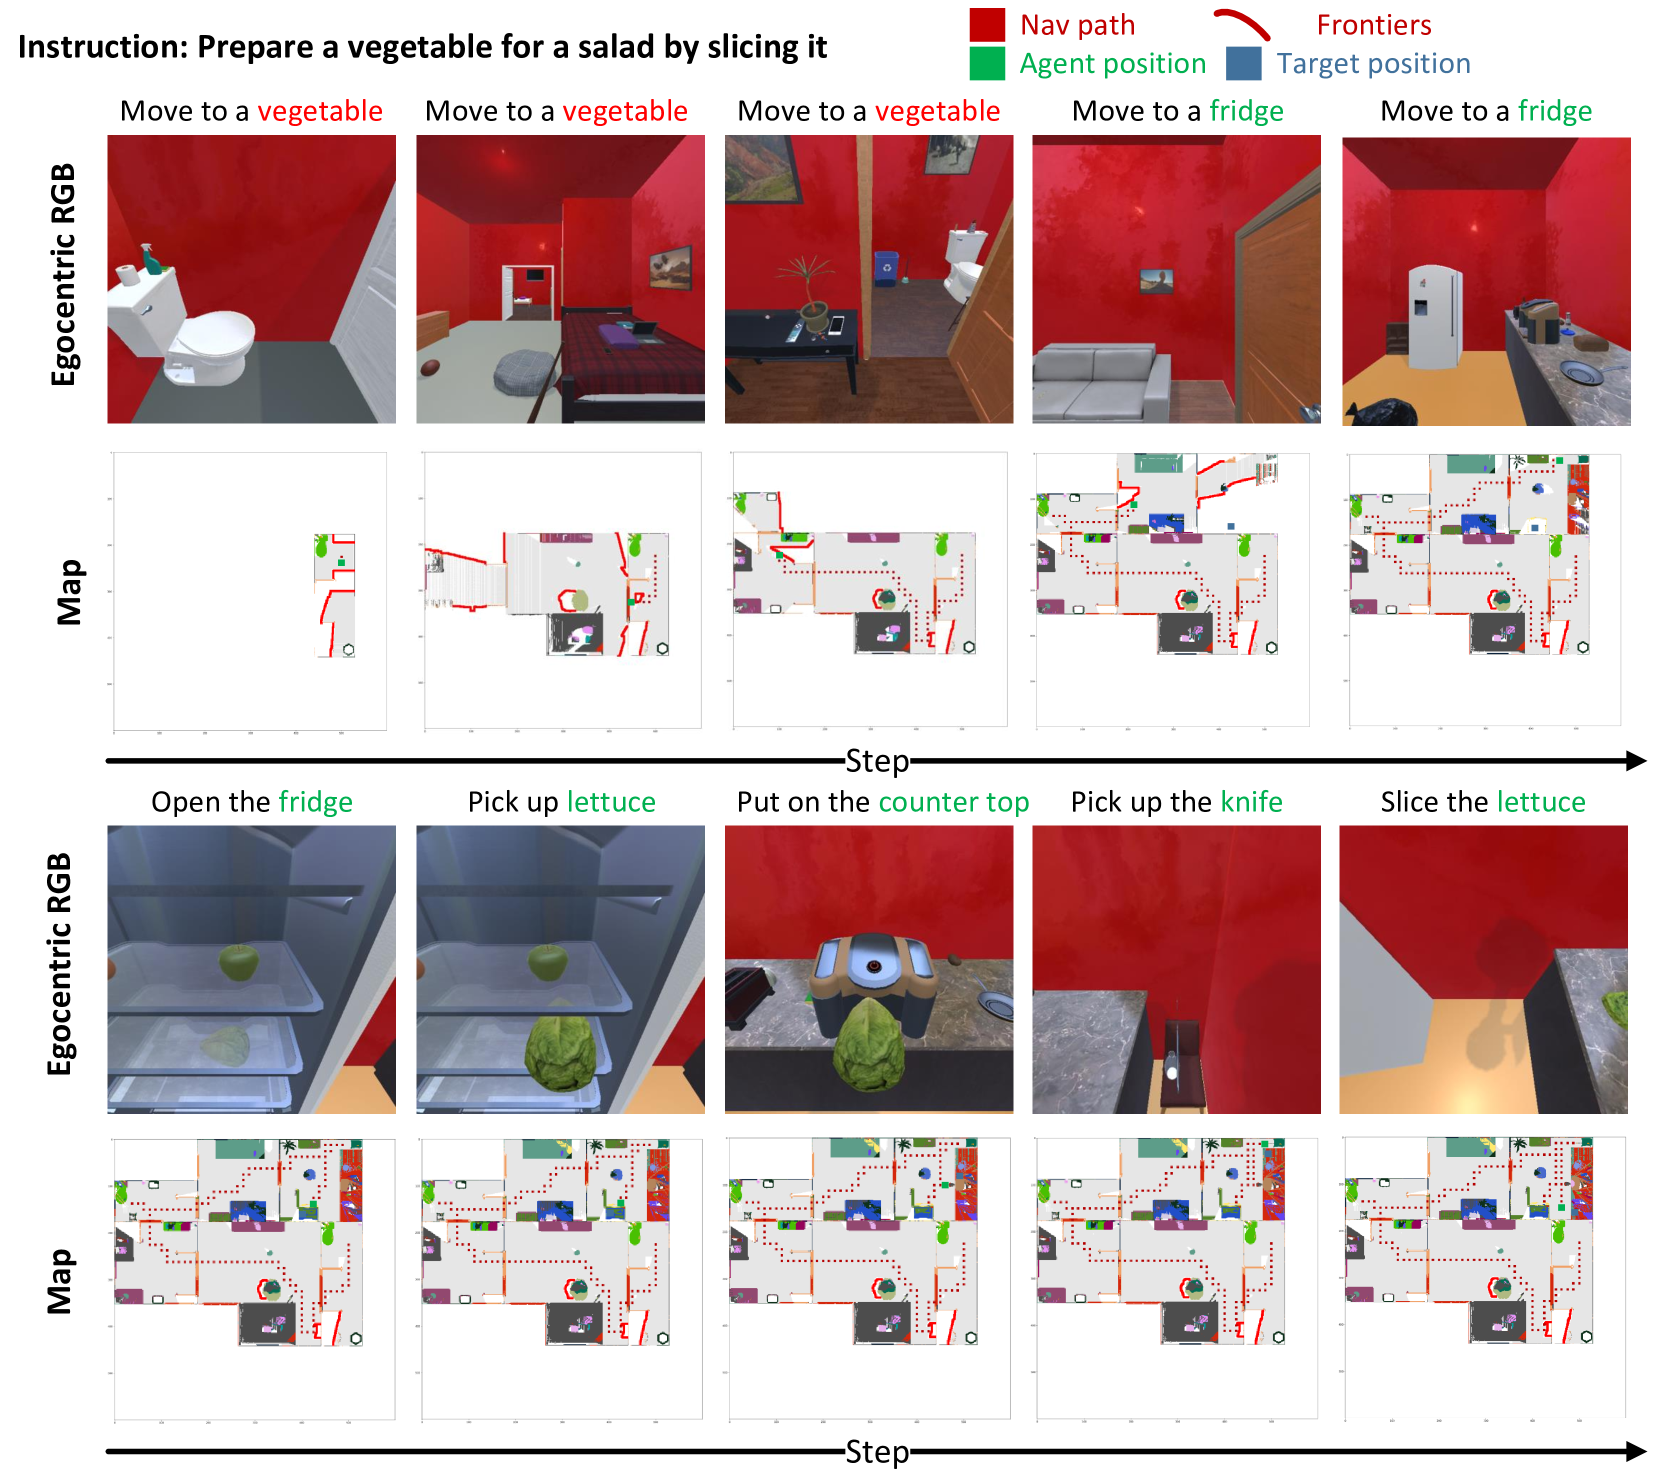 Instruction: Prepare a vegetable for a salad by slicing it
Nav path
Frontiers
Agent position
Target position
Move to a vegetable
Move to a vegetable
Move to a vegetable
Move to a fridge
Move to a fridge
Egocentric RGB
Map
Step
Open the fridge
Pick up lettuce
Put on the counter top
Pick up the knife
Slice the lettuce
Egocentric RGB
Map
Step